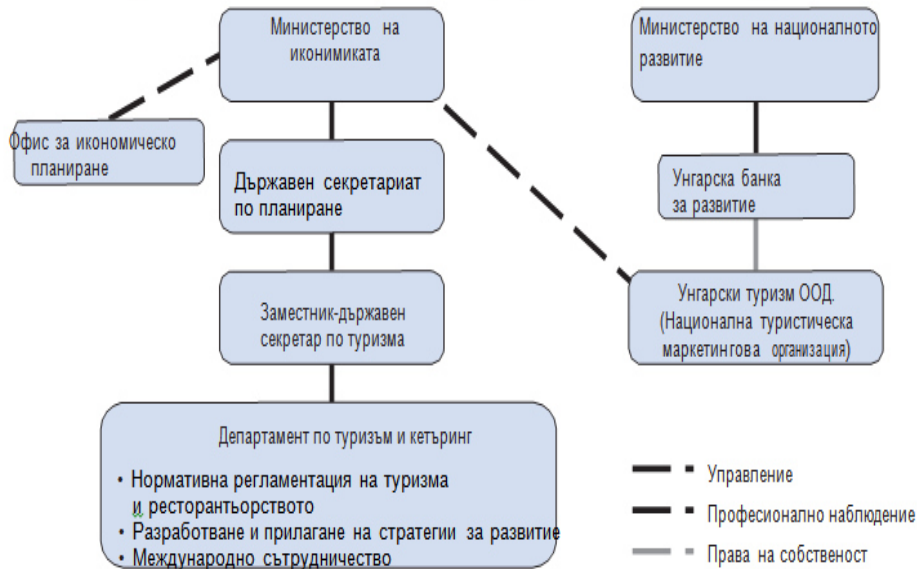 Министерство на
икономиката
Министерство на националното
развитие
Офис за икономическо
планиране
Държавен секретариат
по планиране
Унгарска банка
за развитие
Заместник-държавен
секретар по туризма
Унгарски туризъм ООД.
(Национална туристическа
маркетингова организация)
Департамент по туризъм и кетъринг
• Нормативна регламентация на туризма
и ресторантьорството
• Разработване и прилагане на стратегии за развитие
• Международно сътрудничество
Управление
Професионално наблюдение
Права на собственост